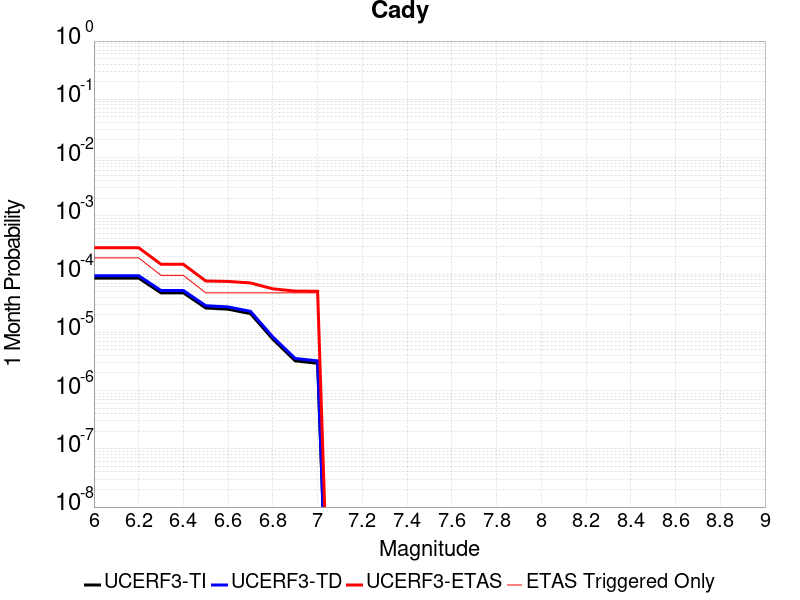 Cady
10^0
10^-1
10^-2
10^-3
10^-4
10^-5
10^-6
10^-7
10^-8
1 Month Probability
6 6.2 6.4 6.6 6.8 7 7.2 7.4 7.6 7.8 8 8.2 8.4 8.6 8.8 9
Magnitude
UCERF3-TI UCERF3-TD UCERF3-ETAS ETAS Triggered Only